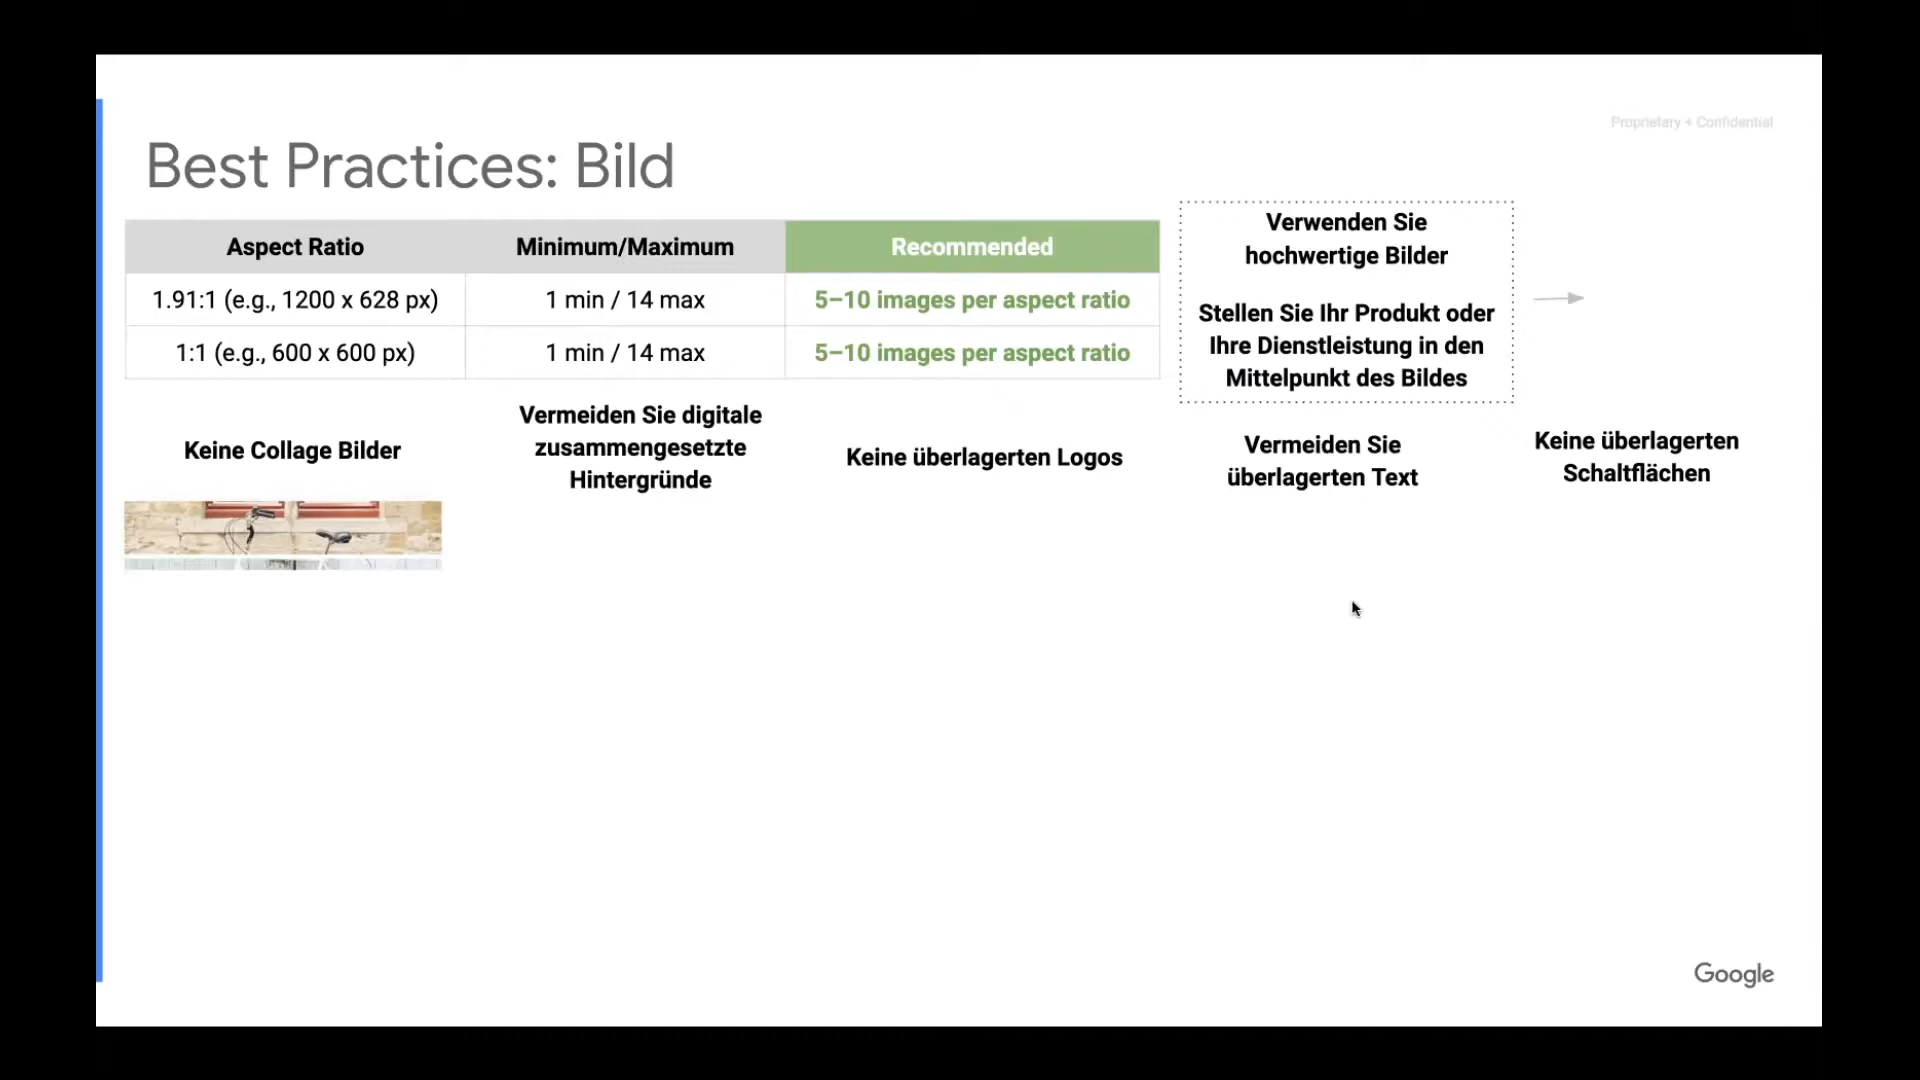 Proprietary + Confidential
Best Practices: Bild
Aspect Ratio Minimum/Maximum Recommended
1.91:1 (e.g., 1200 x 628 px) 1 min / 14 max 5–10 images per aspect ratio
1:1 (e.g., 600 x 600 px) 1 min / 14 max 5–10 images per aspect ratio
Verwenden Sie
hochwertige Bilder
Stellen Sie Ihr Produkt oder
Ihre Dienstleistung in den
Mittelpunkt des Bildes
Keine Collage Bilder
Vermeiden Sie digitale
zusammengesetzte
Hintergründe
Keine überlagerten Logos
Vermeiden Sie
überlagerten Text
Keine überlagerten
Schaltflächen
Google